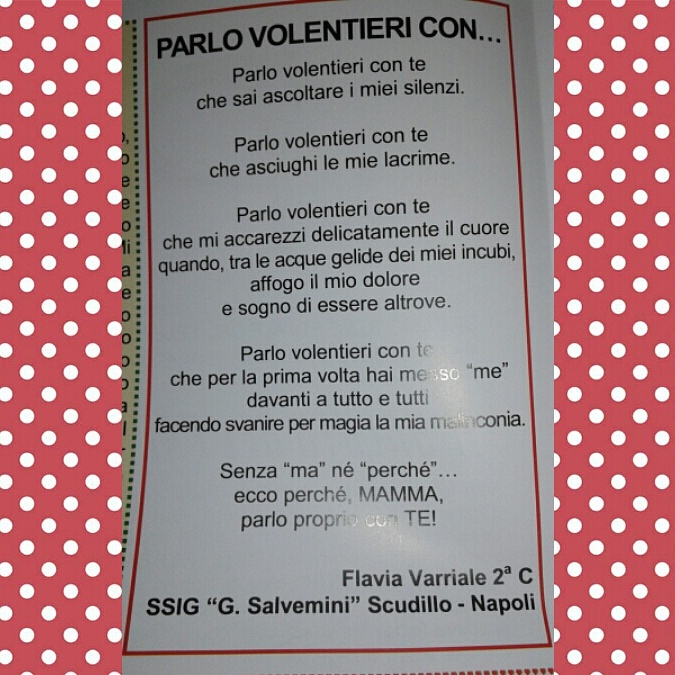 PARLO VOLENTIERI CON...
Parlo volentieri con te
che sai ascoltare i miei silenzi.
Parlo volentieri con te
che asciughi le mie lacrime.
Parlo volentieri con te
che mi accarezzi delicatamente il cuore
quando, tra le acque gelide dei miei incubi,
affogo il mio dolore
e sogno di essere altrove.
Parlo volentieri con te
che per la prima volta hai messo “me”
davanti a tutto e tutti
facendo svanire per magia la mia malinconia.
Senza “ma” né “perché”...
ecco perché, MAMMA,
parlo proprio con TE!
Flavia Varriale 2ª C
SSIG “G. Salvemini” Scudillo - Napoli